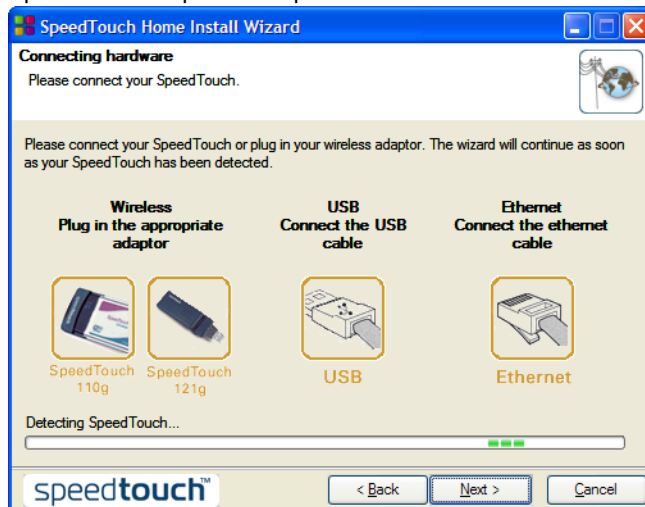 SpeedTouch Home Install Wizard
Connecting hardware
Please connect your SpeedTouch.
Please connect your SpeedTouch or plug in your wireless adaptor. The wizard will continue as soon
as your SpeedTouch has been detected.
Wireless
Plug in the appropriate
adaptor
USB
Connect the USB
cable
Ethernet
Connect the ethernet
cable
SpeedTouch
110g
SpeedTouch
121g
USB
Ethernet
Detecting SpeedTouch...
speedtouch™
< Back
Next >
Cancel